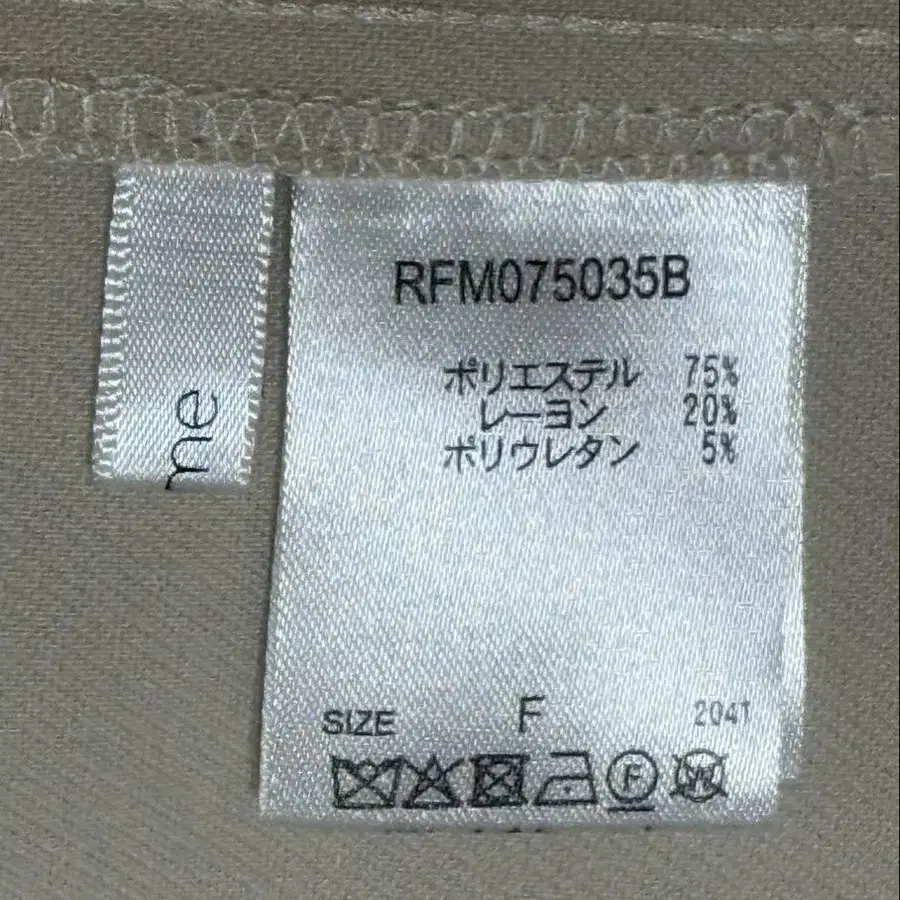 me
RFM075035B
ポリエステル 75%
レーヨン 20%
ポリウレタン 5%
SIZE F 2041
F W